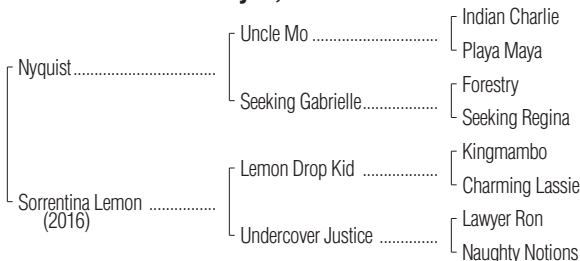 Indian Charlie
Uncle Mo
Playa Maya
Nyquist
Forestry
Seeking Gabrielle
Seeking Regina
Kingmambo
Lemon Drop Kid
Charming Lassie
Sorrentina Lemon
(2016)
Lawyer Ron
Undercover Justice
Naughty Notions